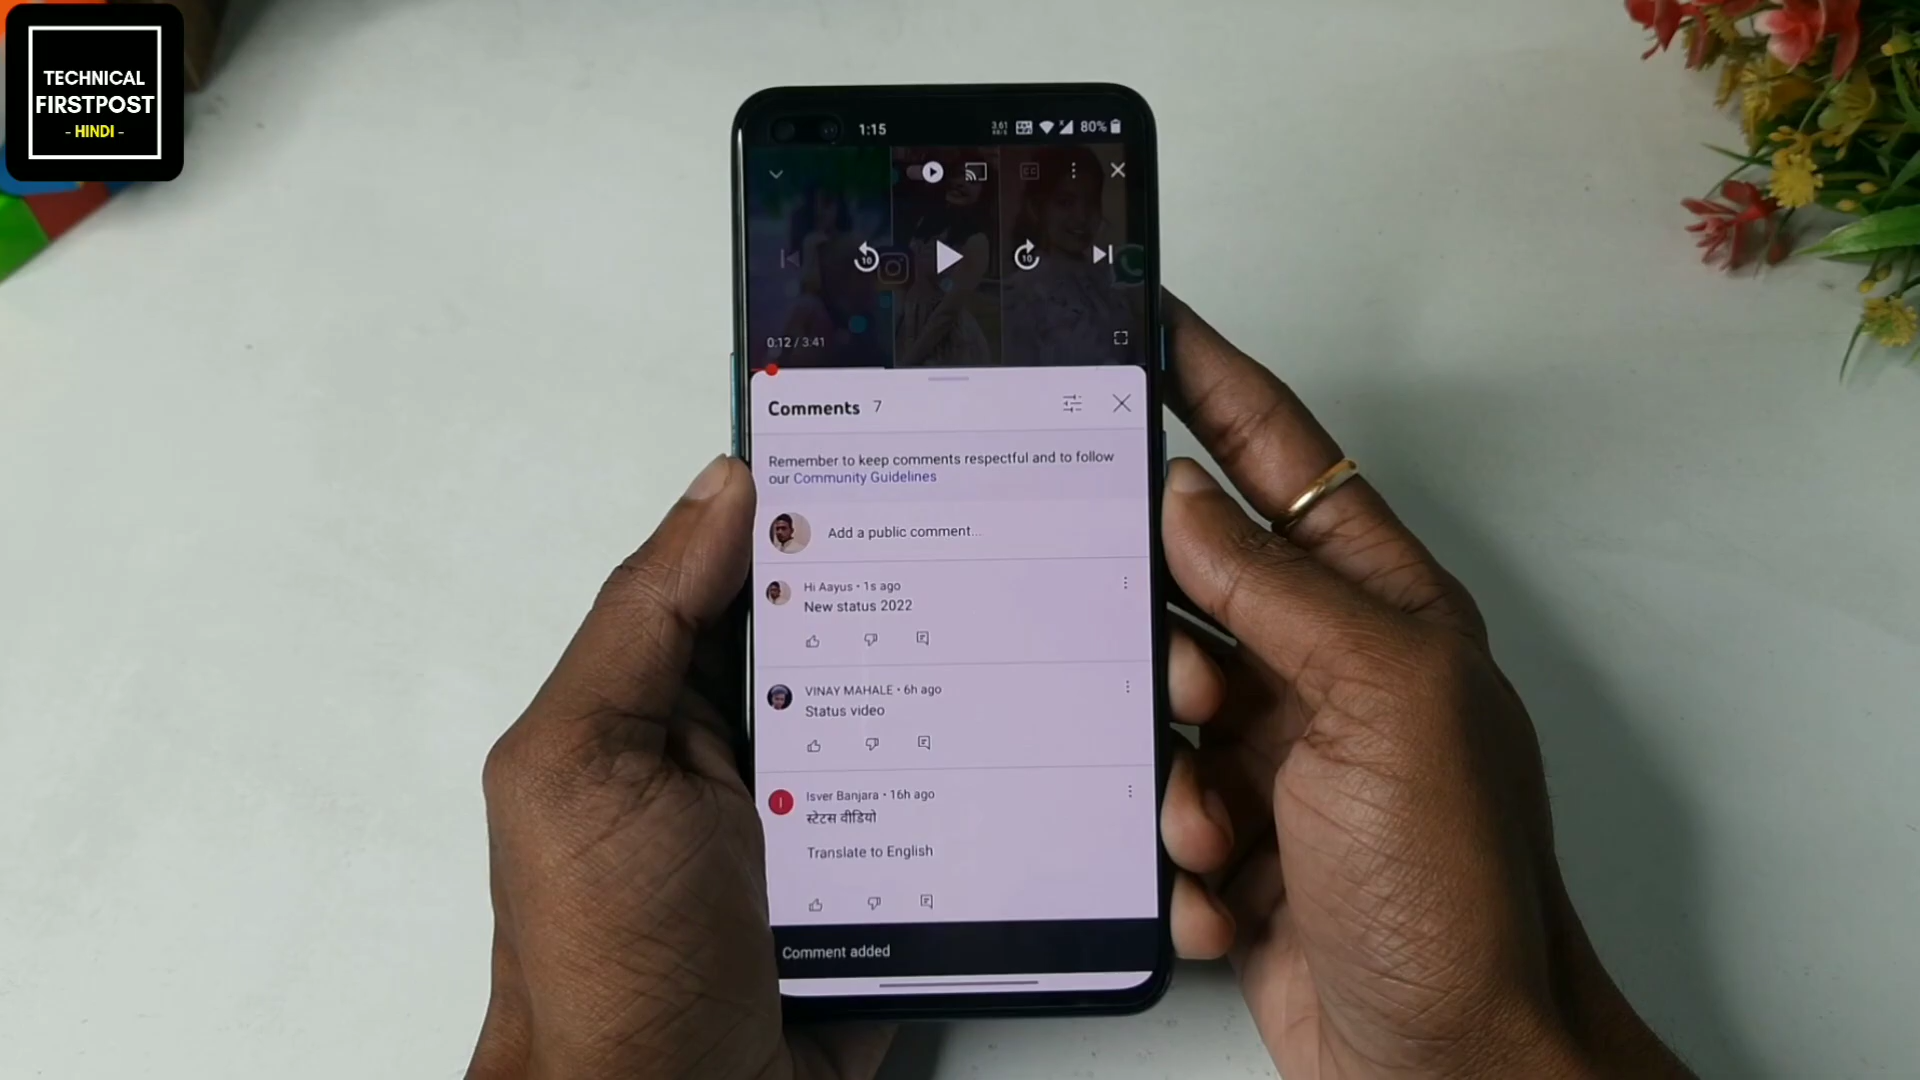 TECHNICAL
FIRSTPOST
- HINDI -
1:15
80%
10
10
0:12 / 3:41
Comments 7
Remember to keep comments respectful and to follow
our Community Guidelines
Add a public comment...
Hi Aayus • 1s ago
New status 2022
VINAY MAHALE • 6h ago
Status video
I
Isver Banjara • 16h ago
स्टेटस वीडियो
Translate to English
Comment added